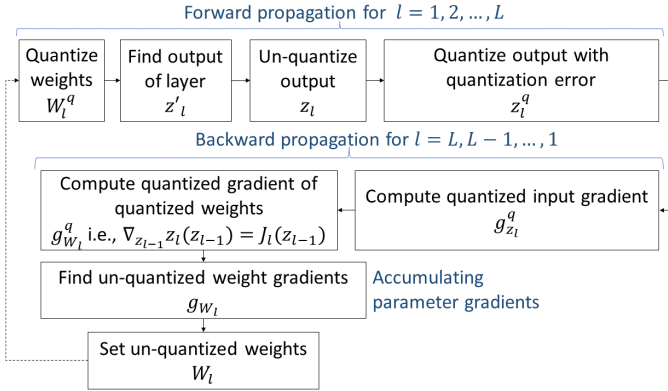 Forward propagation for l = 1, 2, … , L
Quantize
weights
W_l^q
Find output
of layer
z'_l
Un-quantize
output
z_l
Quantize output with
quantization error
z_l^q
Backward propagation for l = L, L − 1, … , 1
Compute quantized gradient of
quantized weights
g_{W_l}^q i.e., ∇_{z_{l−1}} z_l(z_{l−1}) = J_l(z_{l−1})
Compute quantized input gradient
g_{z_l}^q
Find un-quantized weight gradients
g_{W_l}
Accumulating
parameter gradients
Set un-quantized weights
W_l